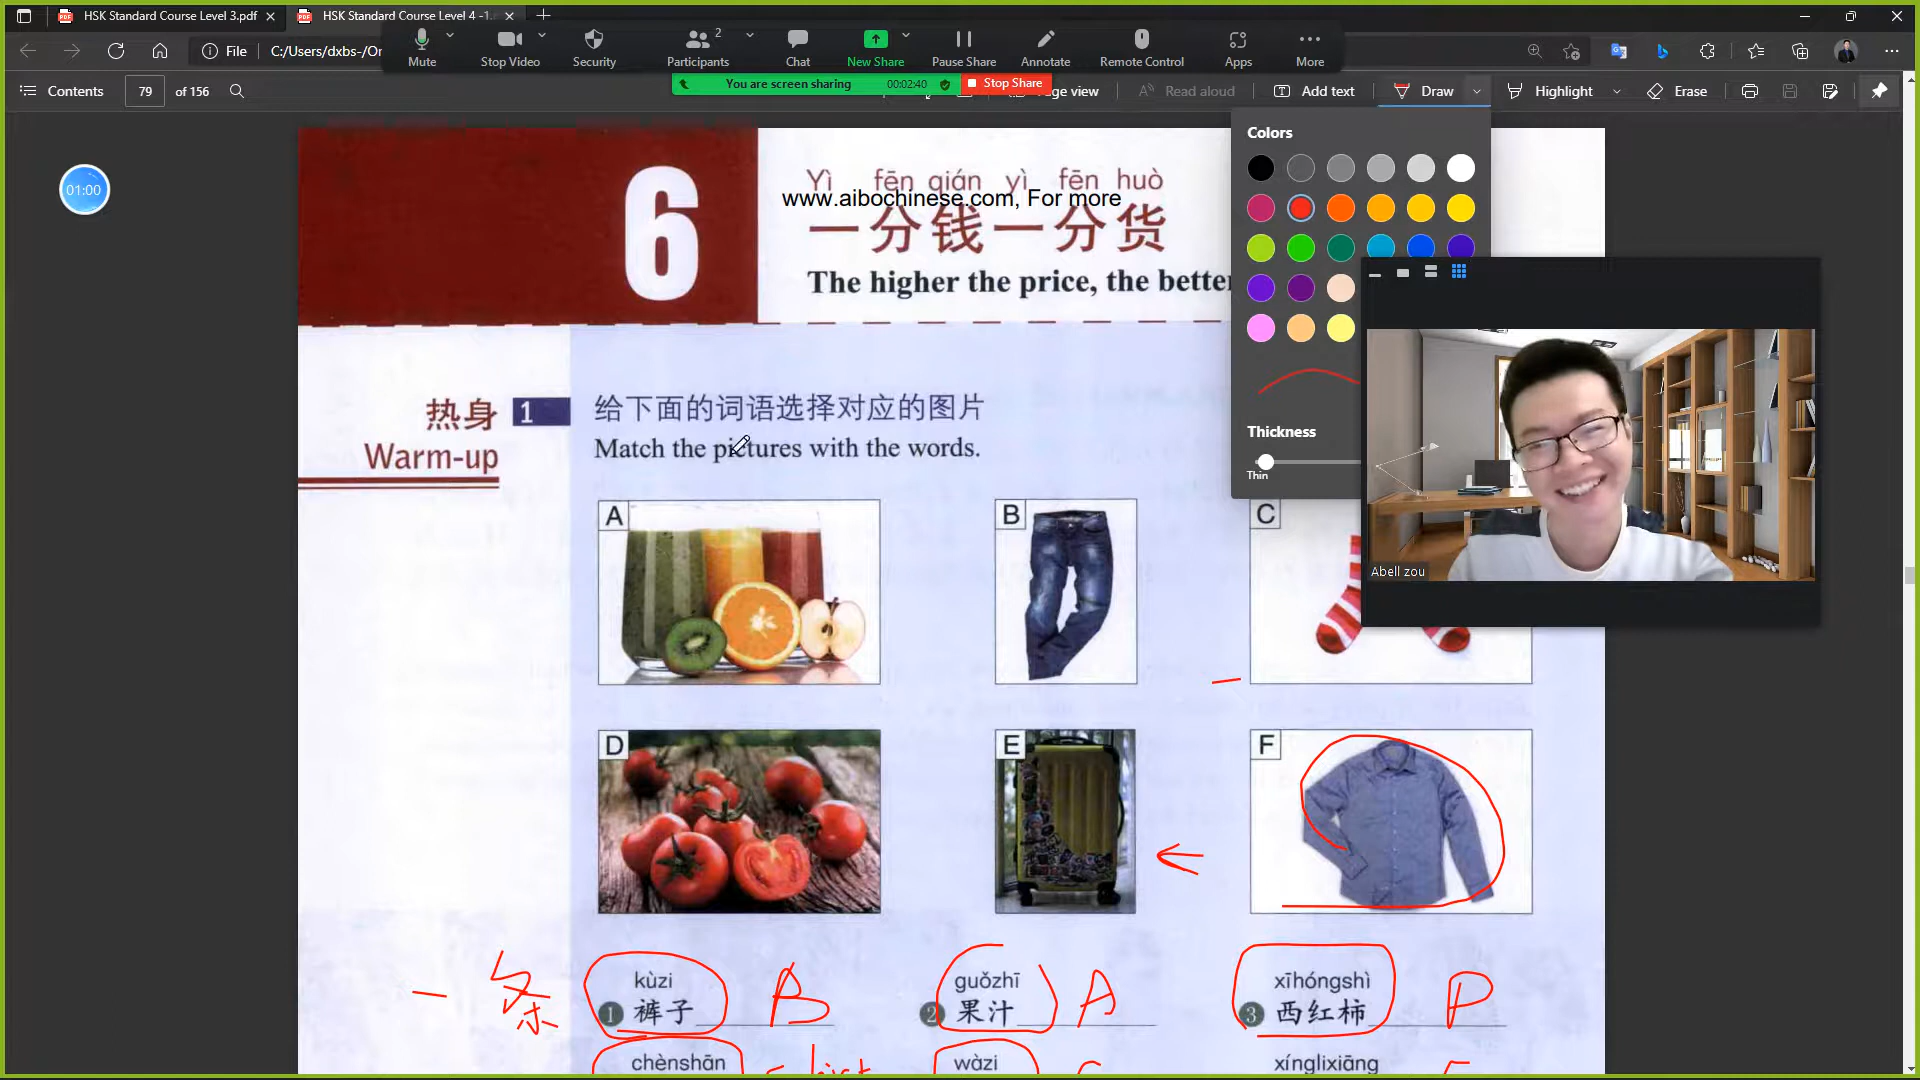 HSK Standard Course Level 3.pdf
HSK Standard Course Level 4 -1.
File
C:/Users/dxbs-/On
Mute
Stop Video
Security
Participants
2
Chat
New Share
Pause Share
Annotate
Remote Control
Apps
More
You are screen sharing
00:02:40
Stop Share
Contents
79
of 156
age view
Read aloud
Add text
Draw
Highlight
Erase
Colors
Thickness
Thin
01:00
6
Yì fēn qián yì fēn huò
www.aibochinese.com, For more
一分钱一分货
The higher the price, the better
热身
Warm-up
1
给下面的词语选择对应的图片
Match the pictures with the words.
A
B
C
Abell zou
D
E
F
一条
kùzi
1 裤子 B
guǒzhī
2 果汁 A
xīhóngshì
3 西红柿 D
chènshān
wàzi
xínglixiāng